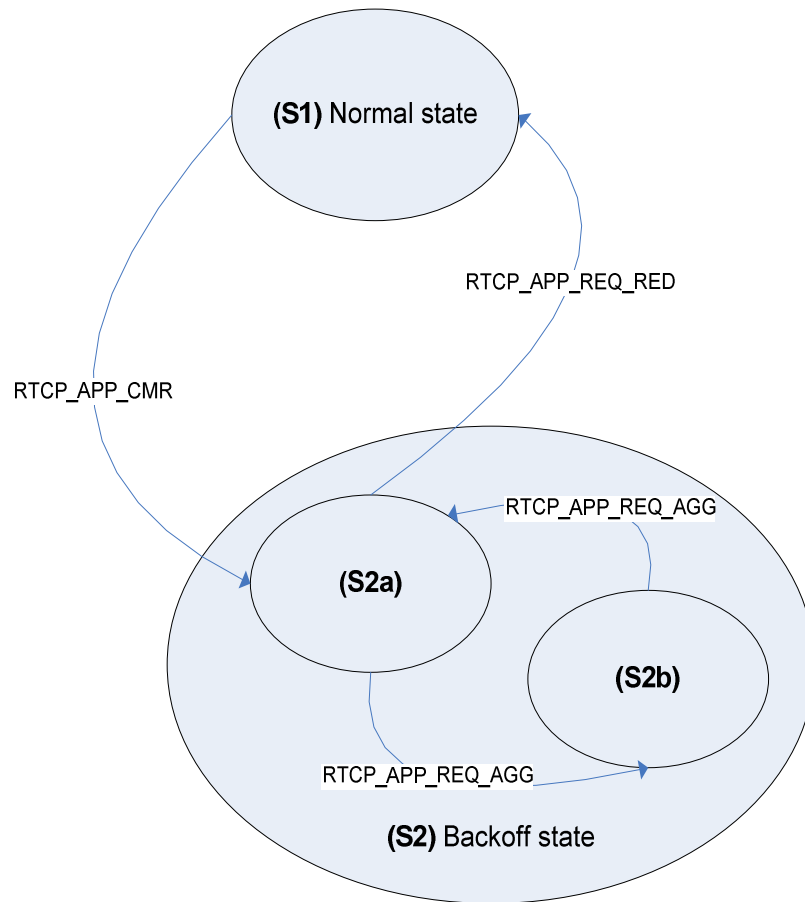 (S1) Normal state
RTCP_APP_REQ_RED
RTCP_APP_CMR
RTCP_APP_REQ_AGG
(S2a)
(S2b)
RTCP_APP_REQ_AGG
(S2) Backoff state